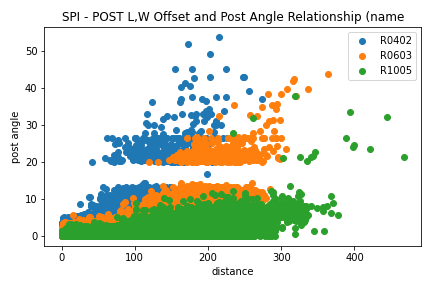 SPI - POST L,W Offset and Post Angle Relationship (name
R0402
R0603
R1005
post angle
50
40
30
20
10
0
0 100 200 300 400
distance